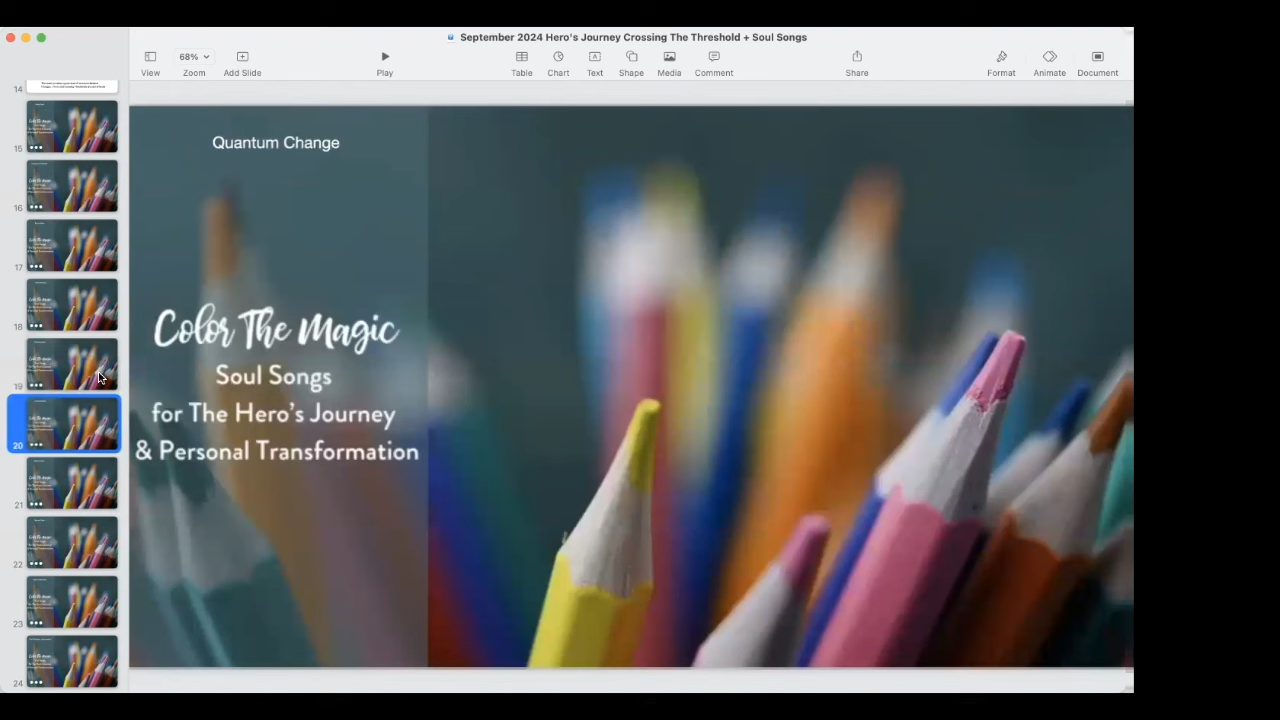 September 2024 Hero's Journey Crossing The Threshold + Soul Songs
68%
View
Zoom
Add Slide
Play
Table
Chart
Text
Shape
Media
Comment
Share
Format
Animate
Document
14
15
16
17
18
19
20
21
22
23
24
Quantum Change
Color The Magic
Soul Songs
for The Hero's Journey
& Personal Transformation